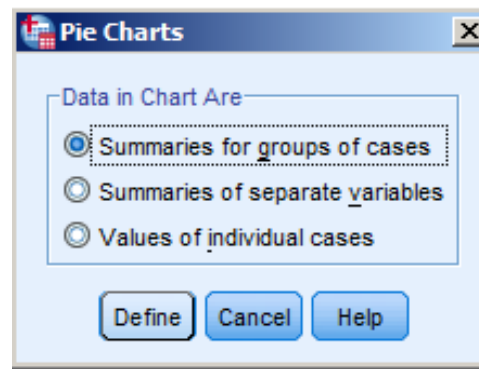 Pie Charts
Data in Chart Are
Summaries for groups of cases
Summaries of separate variables
Values of individual cases
Define Cancel Help